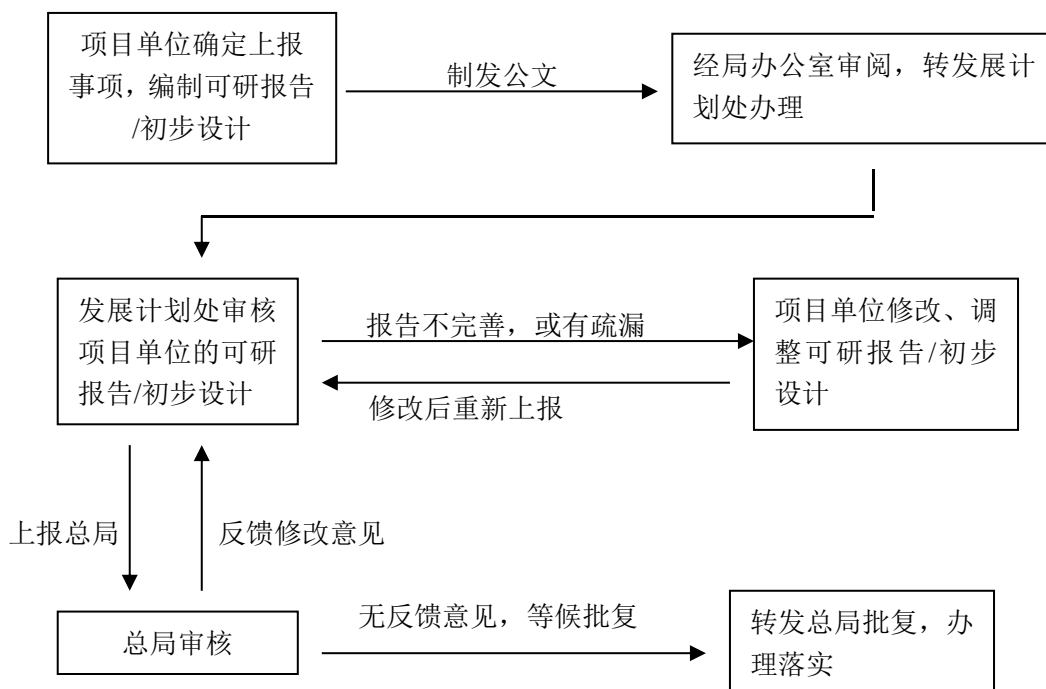 项目单位确定上报
事项，编制可研报告
/初步设计
制发公文
经局办公室审阅，转发展计
划处办理
发展计划处审核
项目单位的可研
报告/初步设计
报告不完善，或有疏漏
修改后重新上报
项目单位修改、调
整可研报告/初步
设计
上报总局
反馈修改意见
总局审核
无反馈意见，等候批复
转发总局批复，办
理落实